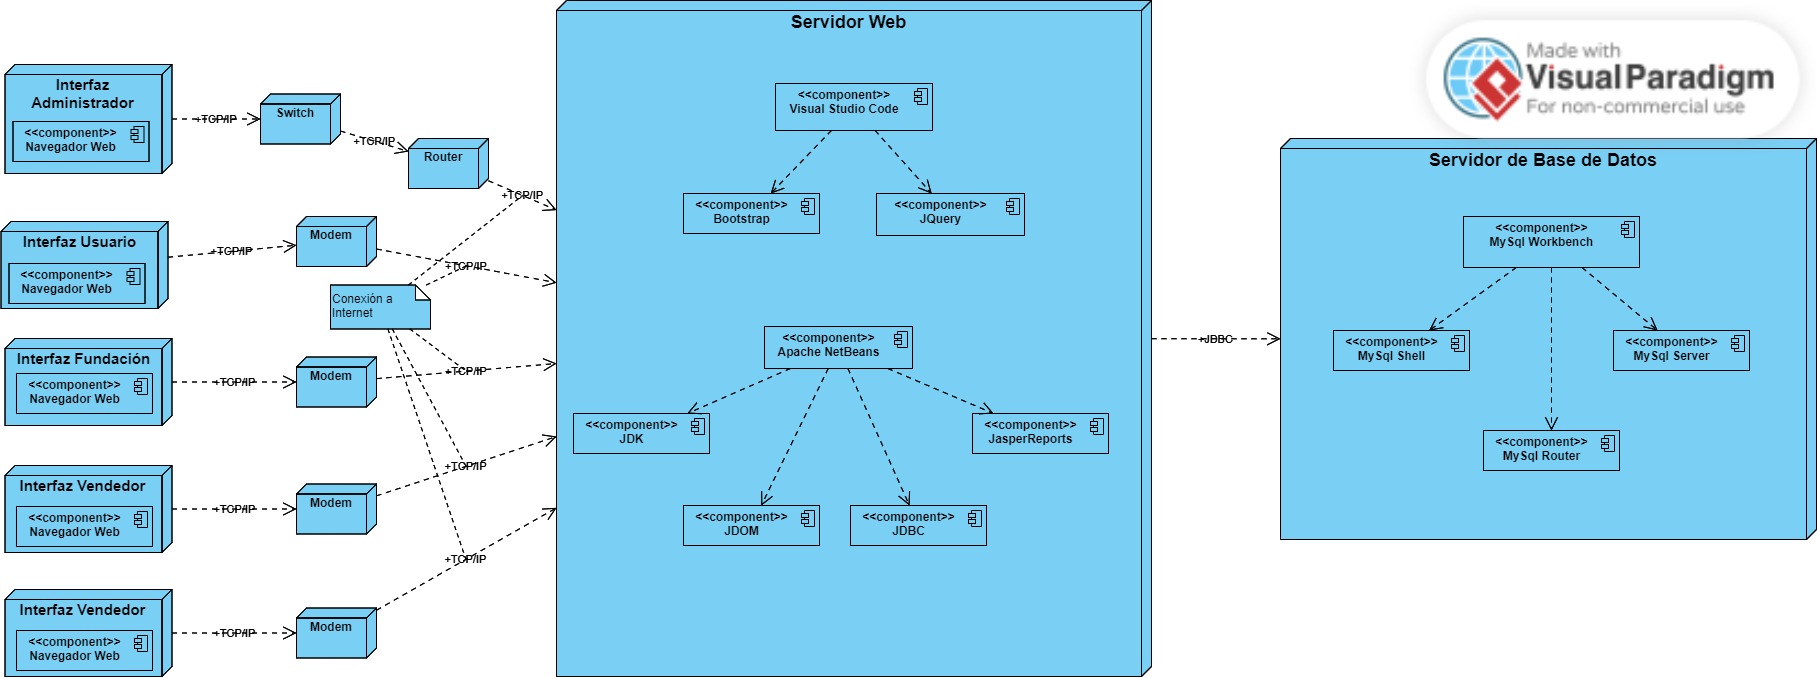 Servidor Web
Made with
Visual Paradigm
For non-commercial use
Interfaz
Administrador
<<component>>
Navegador Web
+TCP/IP
Switch
+TCP/IP
Router
+TCP/IP
<<component>>
Visual Studio Code
<<component>>
Bootstrap
<<component>>
JQuery
Interfaz Usuario
<<component>>
Navegador Web
+TCP/IP
Modem
+TCP/IP
Conexión a
Internet
Interfaz Fundación
<<component>>
Navegador Web
+TCP/IP
Modem
+TCP/IP
Interfaz Vendedor
<<component>>
Navegador Web
+TCP/IP
Modem
+TCP/IP
Interfaz Vendedor
<<component>>
Navegador Web
+TCP/IP
Modem
+TCP/IP
<<component>>
Apache NetBeans
<<component>>
JDK
<<component>>
JasperReports
<<component>>
JDOM
<<component>>
JDBC
+JDBC
Servidor de Base de Datos
<<component>>
MySql Workbench
<<component>>
MySql Shell
<<component>>
MySql Server
<<component>>
MySql Router